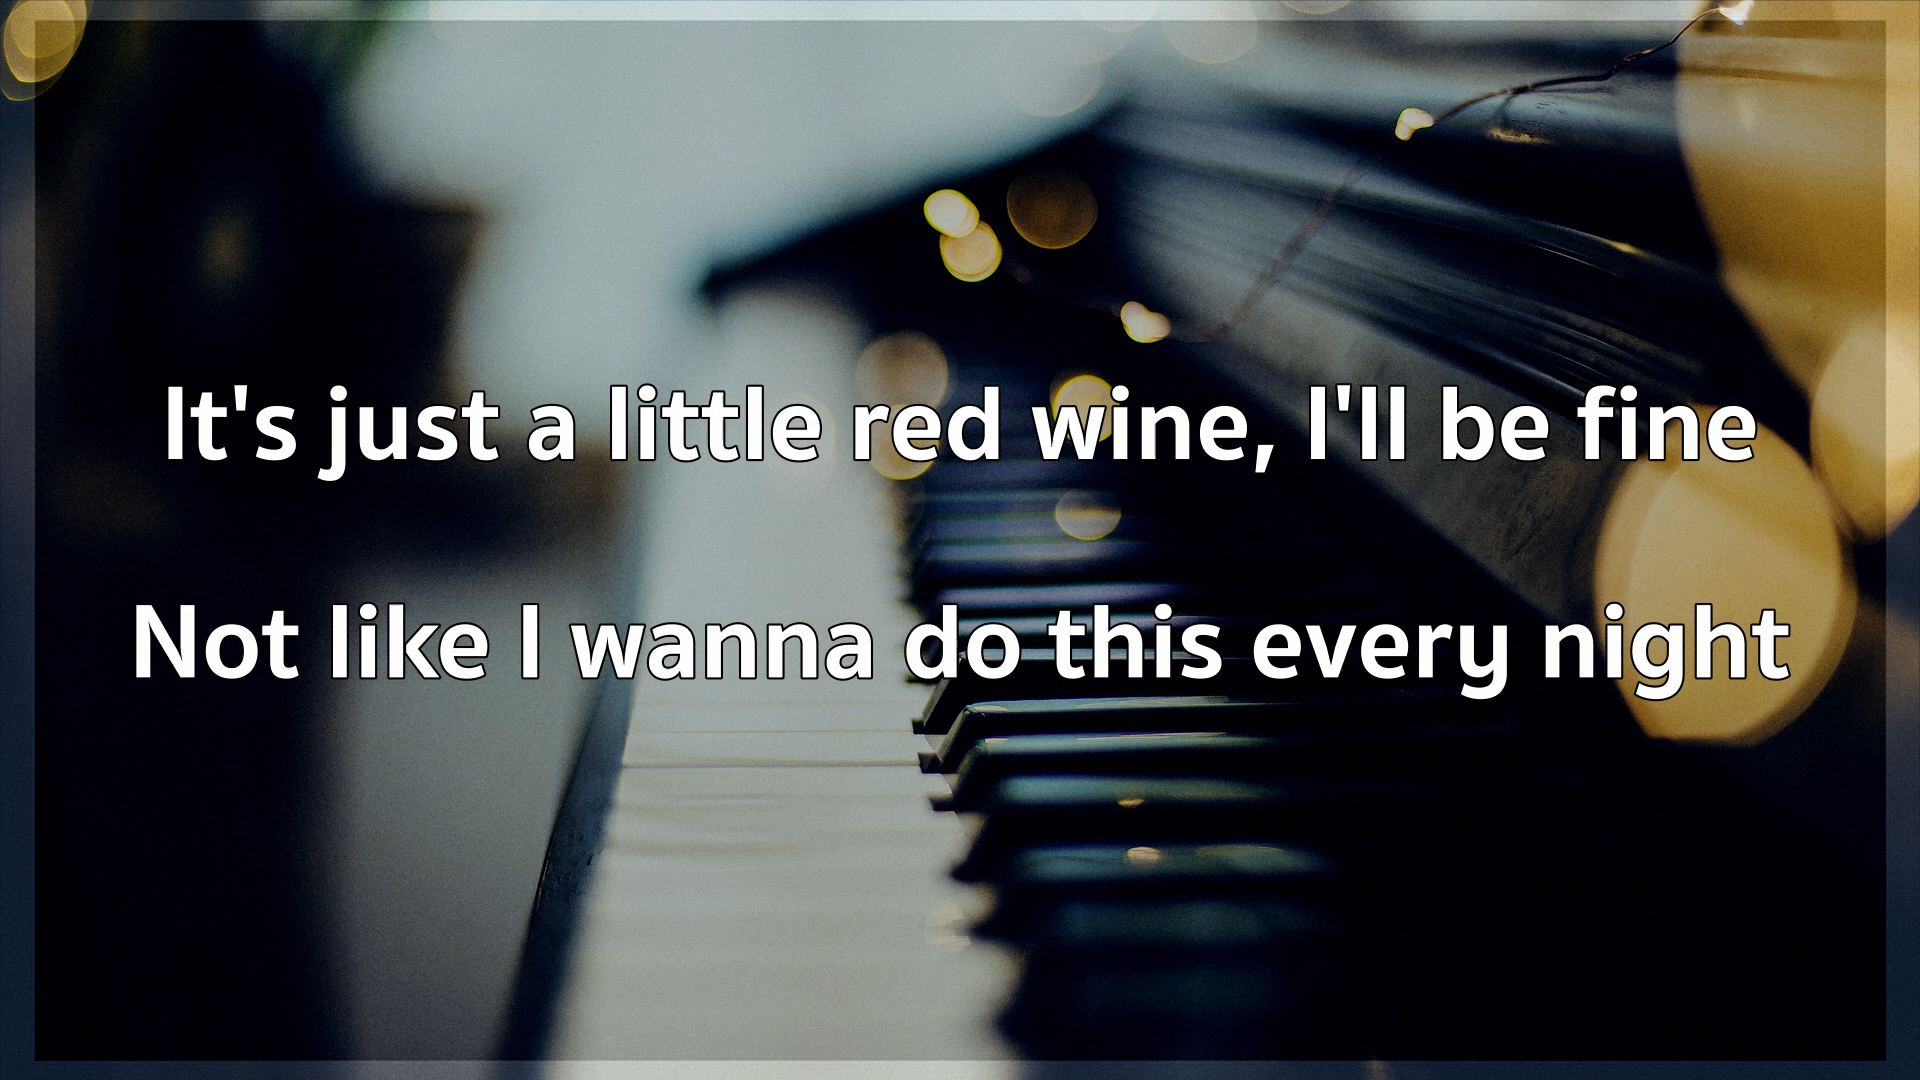 It's just a little red wine, I'll be fine
Not like I wanna do this every night